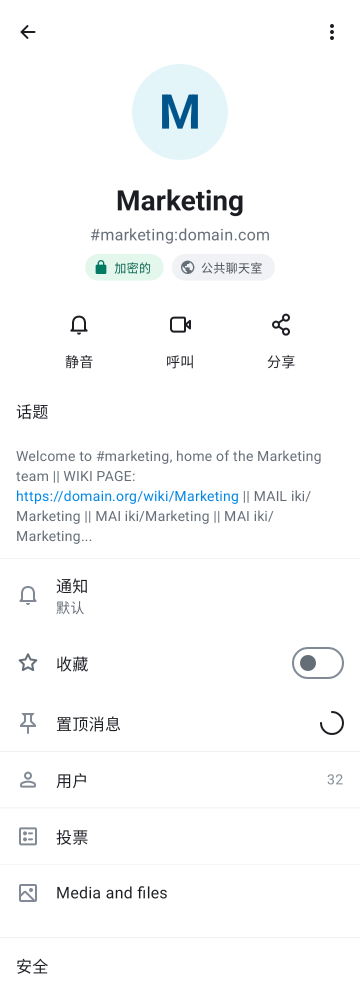 M
Marketing
#marketing:domain.com
加密的 公共聊天室
静音 呼叫 分享
话题
Welcome to #marketing, home of the Marketing
team || WIKI PAGE:
https://domain.org/wiki/Marketing || MAIL iki/
Marketing || MAI iki/Marketing || MAI iki/
Marketing...
通知
默认
收藏
置顶消息
用户 32
投票
Media and files
安全